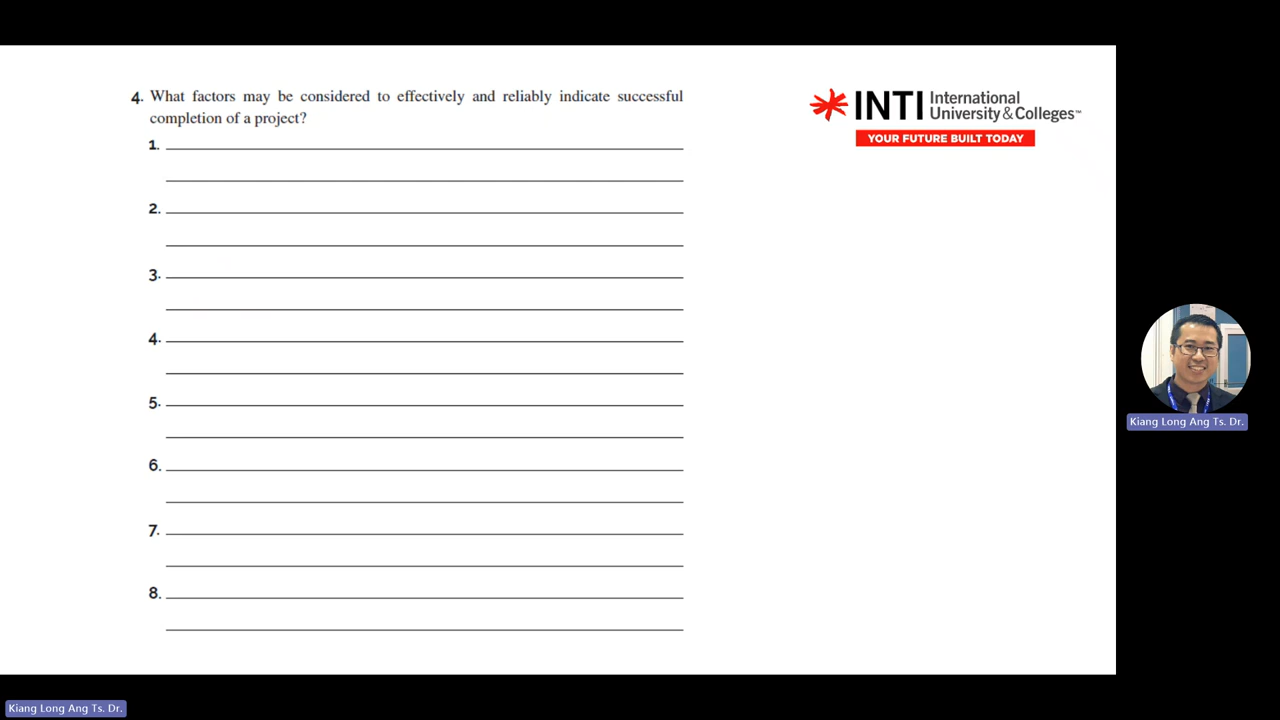 4. What factors may be considered to effectively and reliably indicate successful
completion of a project?
1.
2.
3.
4.
5.
6.
7.
8.
INTI International
University & Colleges™
YOUR FUTURE BUILT TODAY
Kiang Long Ang Ts. Dr.
Kiang Long Ang Ts. Dr.